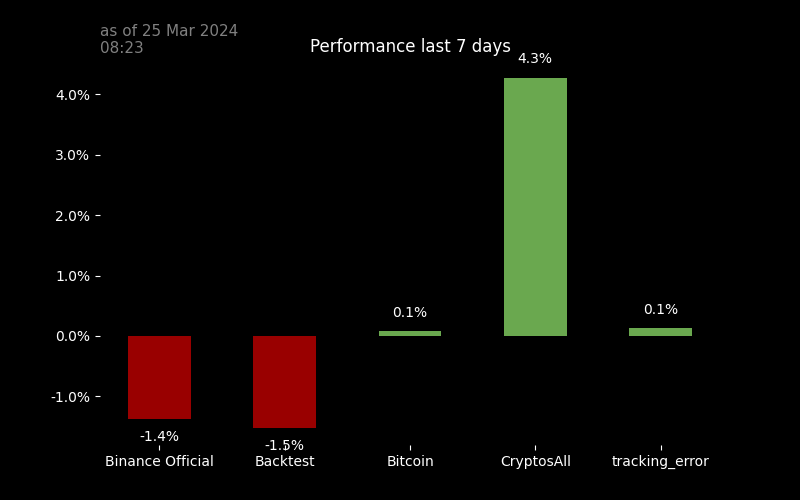 as of 25 Mar 2024
08:23
Performance last 7 days
4.3%
4.0%
3.0%
2.0%
1.0%
0.1%
0.1%
0.0%
-1.0%
-1.4%
-1.5%
Binance Official
Backtest
Bitcoin
CryptosAll
tracking_error